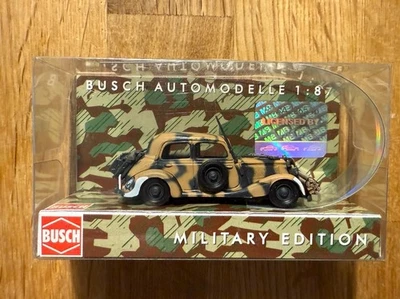 BUSCH AUTOMODELLE 1:87
LICENSED BY
BUSCH
MILITARY EDITION